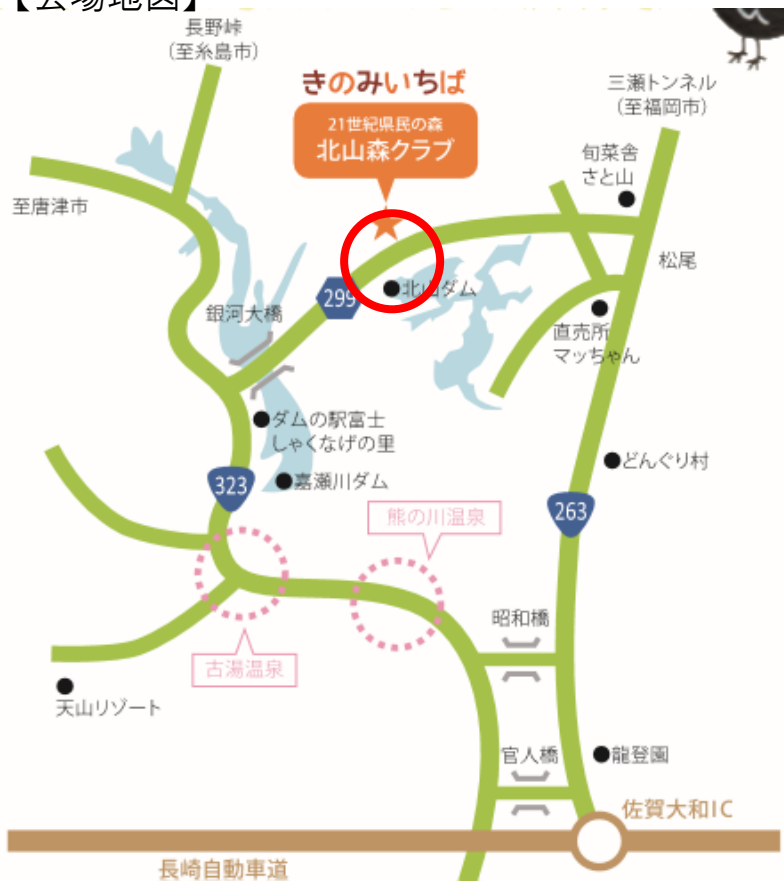 【会場地図】
長野峠
（至糸島市）
きのみいちば
三瀬トンネル
（至福岡市）
21世紀県民の森
北山森クラブ
旬菜舎
さと山
至唐津市
松尾
299
●北山ダム
銀河大橋
直売所
マッちゃん
●ダムの駅富士
しゃくなげの里
●どんぐり村
●嘉瀬川ダム
323
263
熊の川温泉
昭和橋
古湯温泉
天山リゾート
官人橋
●龍登園
佐賀大和IC
長崎自動車道